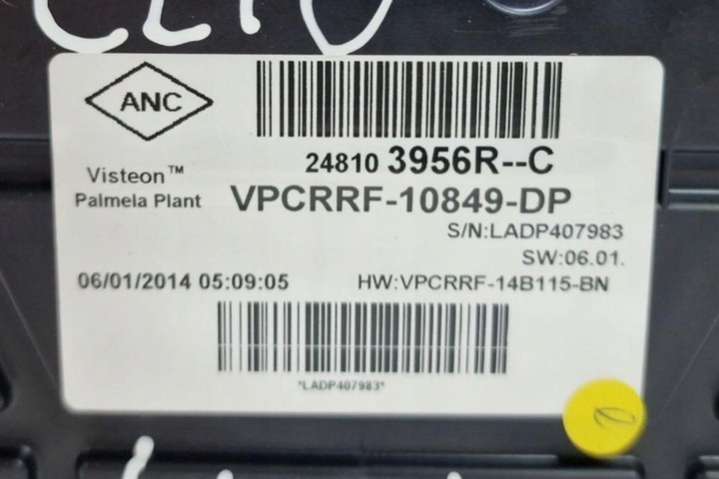 CLIO
ANC
24810 3956R--C
Visteon™
Palmela Plant
VPCRRF-10849-DP
S/N:LADP407983
SW:06.01.
06/01/2014 05:09:05
HW:VPCRRF-14B115-BN
*LADP407983*